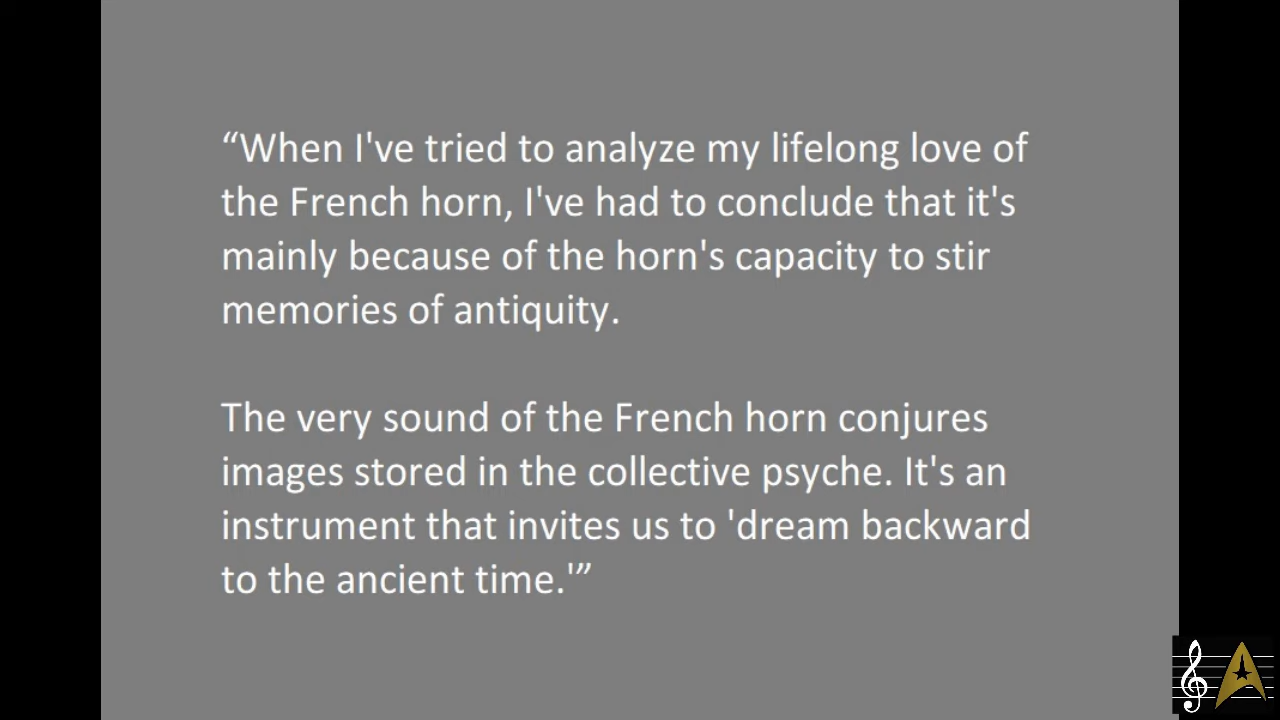 “When I've tried to analyze my lifelong love of
the French horn, I've had to conclude that it's
mainly because of the horn's capacity to stir
memories of antiquity.
The very sound of the French horn conjures
images stored in the collective psyche. It's an
instrument that invites us to 'dream backward
to the ancient time.'”